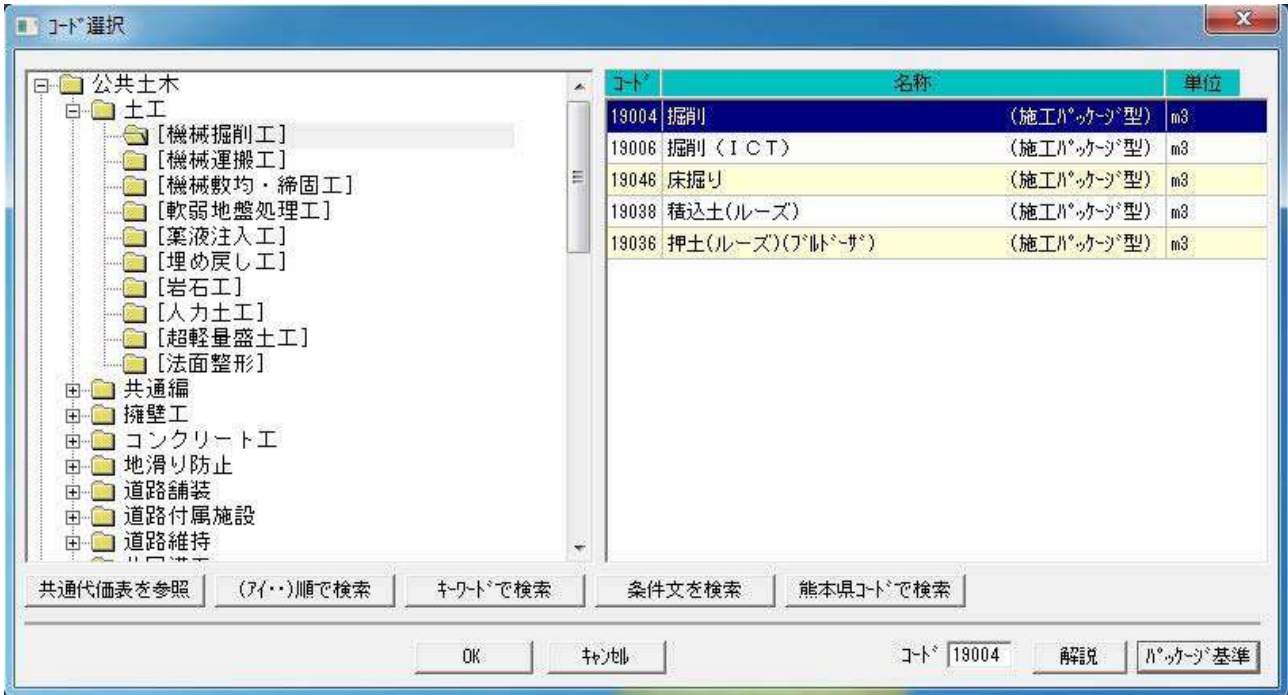 ｺｰﾄﾞ選択
公共土木
土工
[機械掘削工]
[機械運搬工]
[機械敷均・締固工]
[軟弱地盤処理工]
[薬液注入工]
[埋め戻し工]
[岩石工]
[人力土工]
[超軽量盛土工]
[法面整形]
共通編
擁壁工
コンクリート工
地滑り防止
道路舗装
道路付属施設
道路維持
ｺｰﾄﾞ 名称 単位
19004 掘削 (施工ﾊﾟｯｹｰｼﾞ型) m3
19006 掘削（ＩＣＴ） (施工ﾊﾟｯｹｰｼﾞ型) m3
19046 床掘り (施工ﾊﾟｯｹｰｼﾞ型) m3
19038 積込土(ルーズ) (施工ﾊﾟｯｹｰｼﾞ型) m3
19036 押土(ルーズ)(ﾌﾞﾙﾄﾞｰｻﾞ) (施工ﾊﾟｯｹｰｼﾞ型) m3
共通代価表を参照 (ｱｲ･･)順で検索 ｷｰﾜｰﾄﾞで検索 条件文を検索 熊本県ｺｰﾄﾞで検索
OK ｷｬﾝｾﾙ ｺｰﾄﾞ 19004 解説 ﾊﾟｯｹｰｼﾞ基準